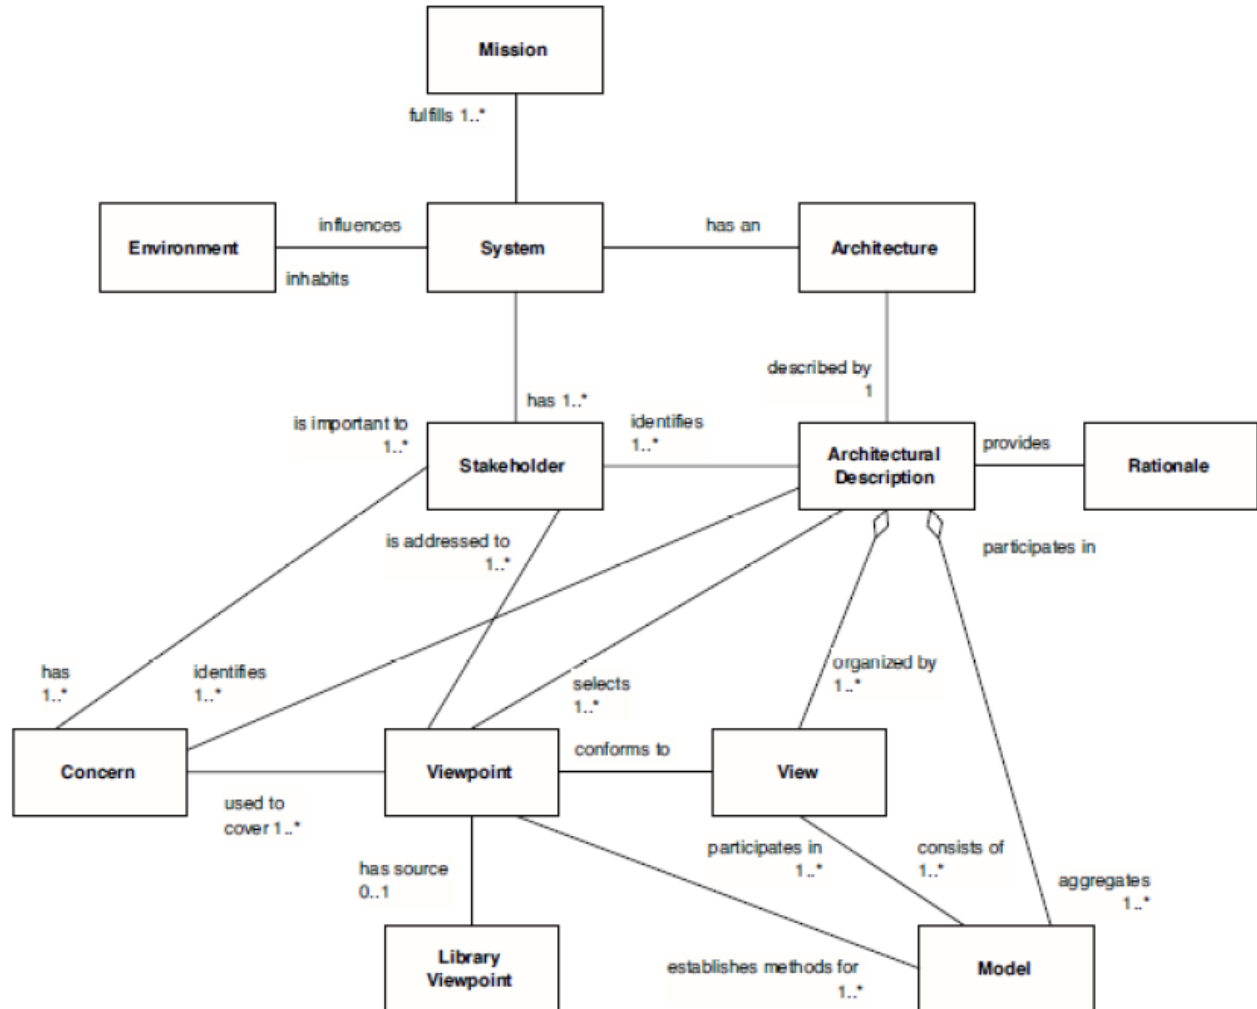 Mission
fulfills 1..*
influences
has an
Environment
System
Architecture
inhabits
described by
1
has 1..*
is important to
1..*
identifies
1..*
provides
Stakeholder
Architectural
Description
Rationale
is addressed to
1..*
participates in
has
1..*
identifies
1..*
selects
1..*
organized by
1..*
conforms to
Concern
Viewpoint
View
used to
cover 1..*
has source
0..1
participates in
1..*
consists of
1..*
aggregates
1..*
Library
Viewpoint
establishes methods for
1..*
Model